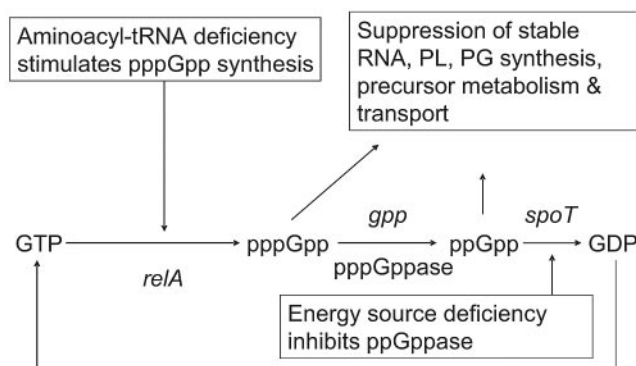 Aminoacyl-tRNA deficiency
stimulates pppGpp synthesis
Suppression of stable
RNA, PL, PG synthesis,
precursor metabolism &
transport
gpp
spoT
GTP
pppGpp
ppGpp
GDP
relA
pppGppase
Energy source deficiency
inhibits ppGppase